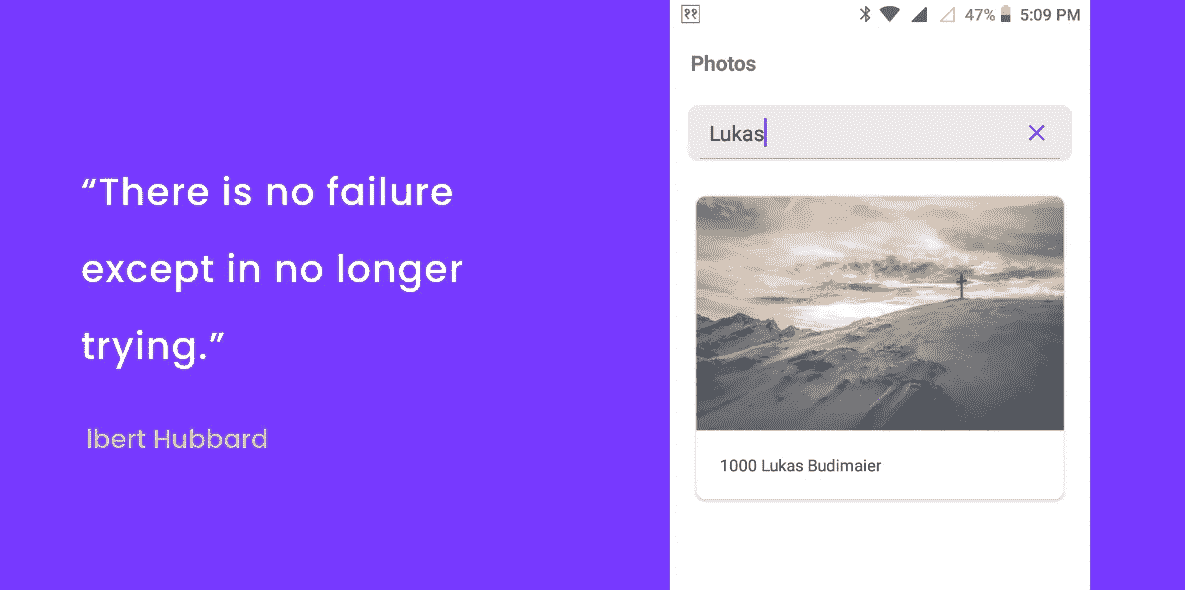 “There is no failure
except in no longer
trying.”
lbert Hubbard
47% 5:09 PM
Photos
Lukas
1000 Lukas Budimaier